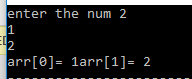 enter the num 2
1
2
arr[0]= 1arr[1]= 2